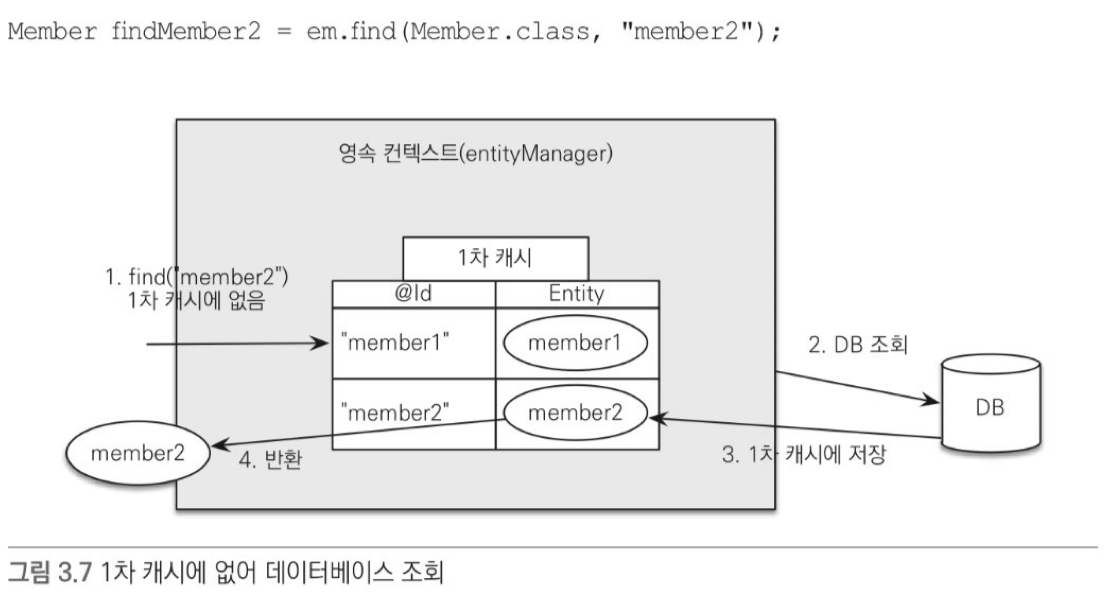 Member findMember2 = em.find(Member.class, "member2");
영속 컨텍스트(entityManager)
1차 캐시
1. find("member2")
1차 캐시에 없음
@Id
Entity
"member1"
member1
2. DB 조회
"member2"
member2
DB
member2
4. 반환
3. 1차 캐시에 저장
그림 3.7 1차 캐시에 없어 데이터베이스 조회